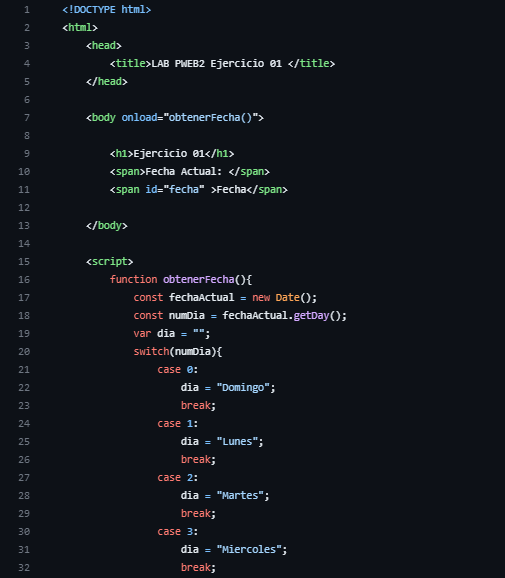 1 <!DOCTYPE html>
2 <html>
3 <head>
4 <title>LAB PWEB2 Ejercicio 01 </title>
5 </head>
6
7 <body onload="obtenerFecha()">
8
9 <h1>Ejercicio 01</h1>
10 <span>Fecha Actual: </span>
11 <span id="fecha" >Fecha</span>
12
13 </body>
14
15 <script>
16 function obtenerFecha(){
17 const fechaActual = new Date();
18 const numDia = fechaActual.getDay();
19 var dia = "";
20 switch(numDia){
21 case 0:
22 dia = "Domingo";
23 break;
24 case 1:
25 dia = "Lunes";
26 break;
27 case 2:
28 dia = "Martes";
29 break;
30 case 3:
31 dia = "Miercoles";
32 break;